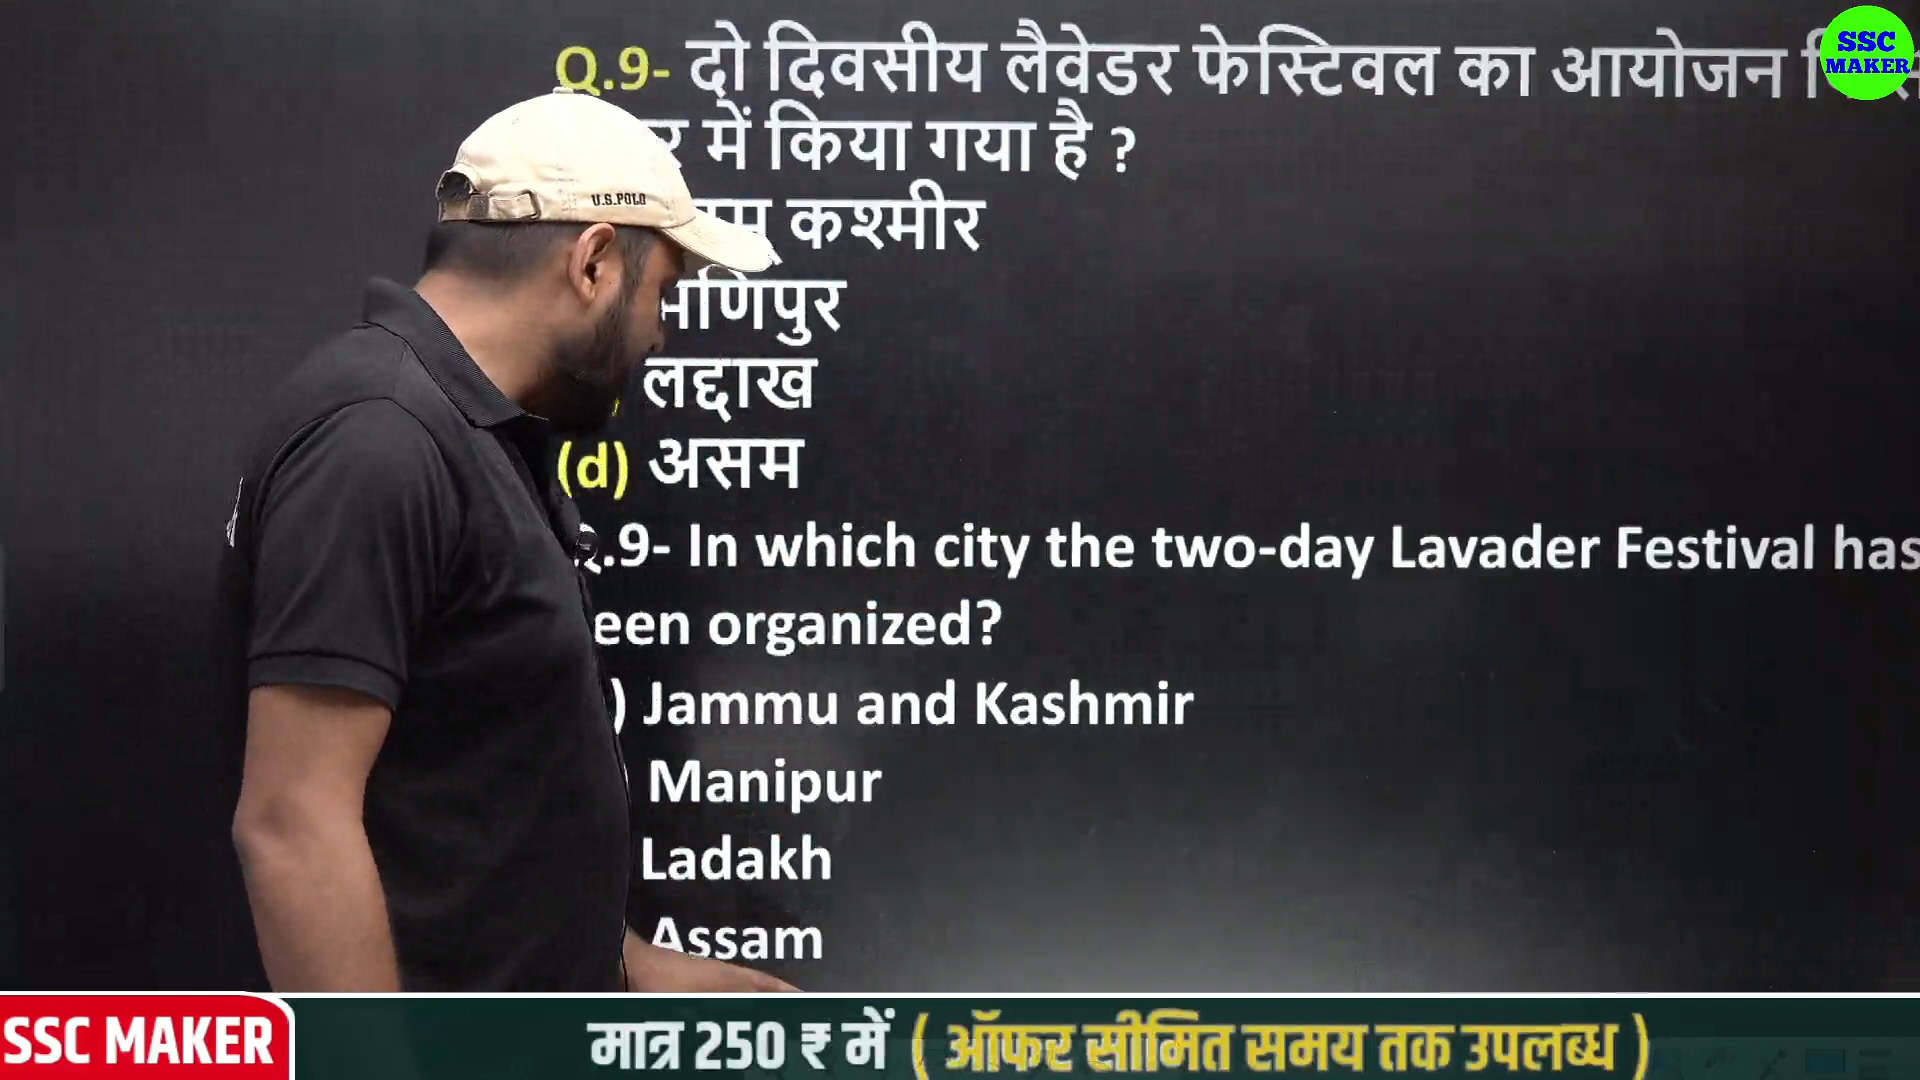 Q.9- दो दिवसीय लैवेडर फेस्टिवल का आयोजन
में किया गया है ?
कश्मीर
मणिपुर
लद्दाख
(d) असम
Q.9- In which city the two-day Lavader Festival has
een organized?
) Jammu and Kashmir
Manipur
Ladakh
Assam
SSC
MAKER
U.S.POLO
SSC MAKER
मात्र 250 ₹ में ( ऑफर सीमित समय तक उपलब्ध )